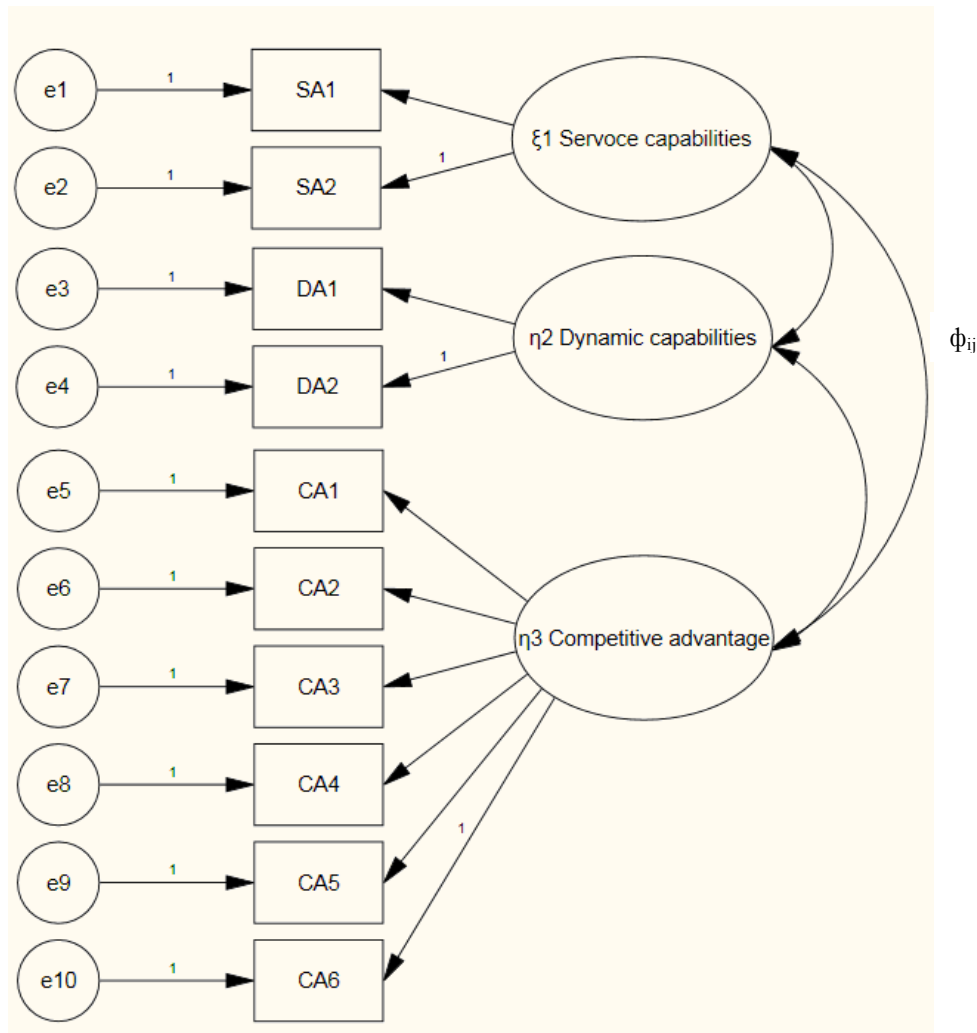 e1 1 SA1
ξ1 Servoce capabilities
e2 1 SA2 1
e3 1 DA1
η2 Dynamic capabilities
ϕij
e4 1 DA2 1
e5 1 CA1
e6 1 CA2
η3 Competitive advantage
e7 1 CA3
e8 1 CA4
1
e9 1 CA5
e10 1 CA6